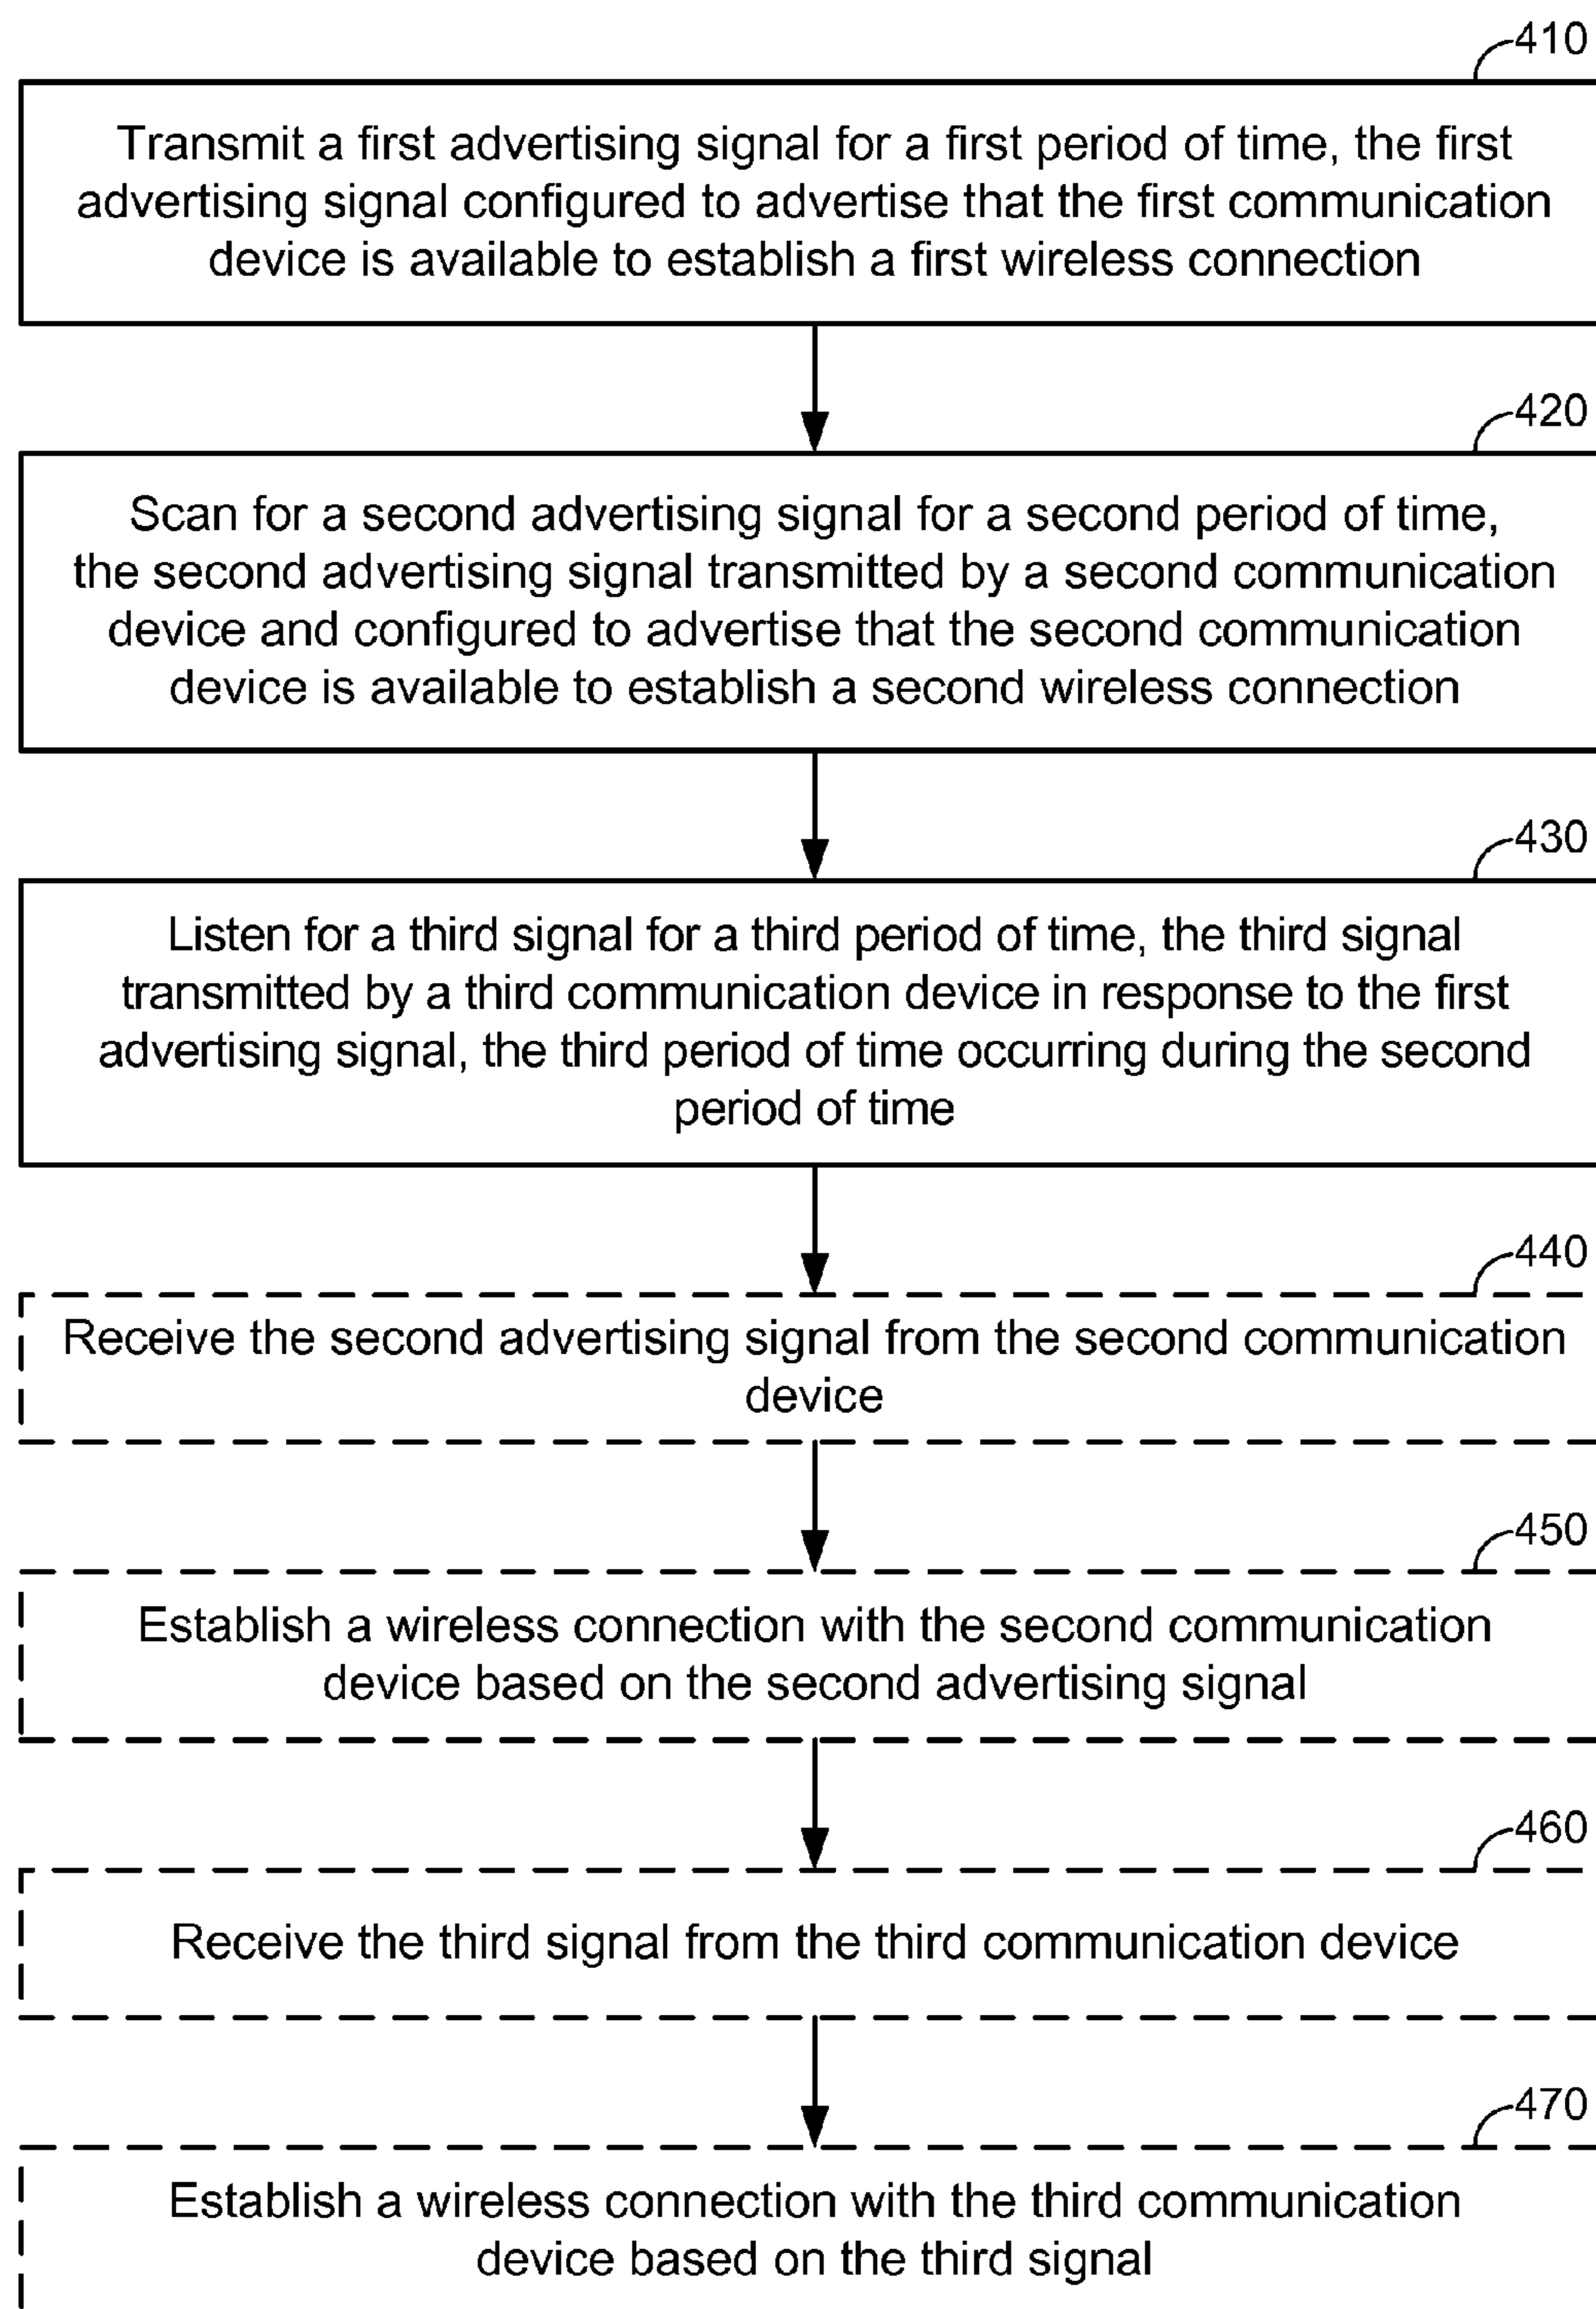 410
Transmit a first advertising signal for a first period of time, the first
advertising signal configured to advertise that the first communication
device is available to establish a first wireless connection
420
Scan for a second advertising signal for a second period of time,
the second advertising signal transmitted by a second communication
device and configured to advertise that the second communication
device is available to establish a second wireless connection
430
Listen for a third signal for a third period of time, the third signal
transmitted by a third communication device in response to the first
advertising signal, the third period of time occurring during the second
period of time
440
Receive the second advertising signal from the second communication
device
450
Establish a wireless connection with the second communication
device based on the second advertising signal
460
Receive the third signal from the third communication device
470
Establish a wireless connection with the third communication
device based on the third signal